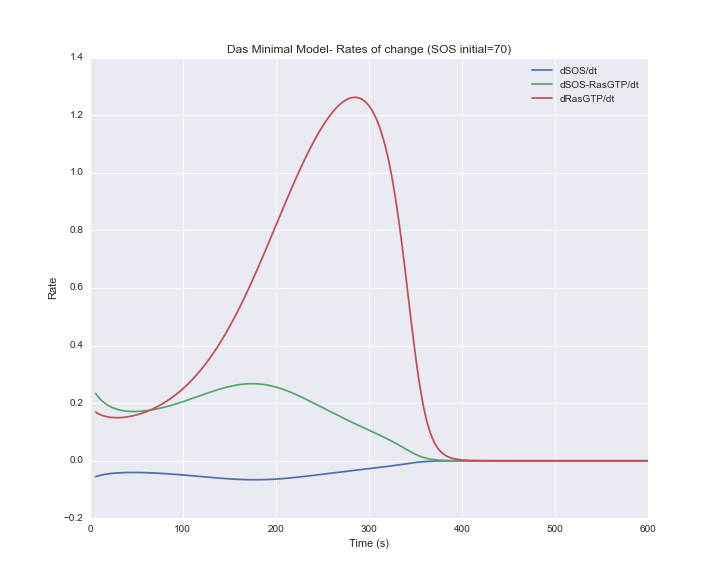 Das Minimal Model- Rates of change (SOS initial=70)
dSOS/dt
dSOS-RasGTP/dt
dRasGTP/dt
1.4
1.2
1.0
0.8
0.6
0.4
0.2
0.0
−0.2
Rate
0 100 200 300 400 500 600
Time (s)